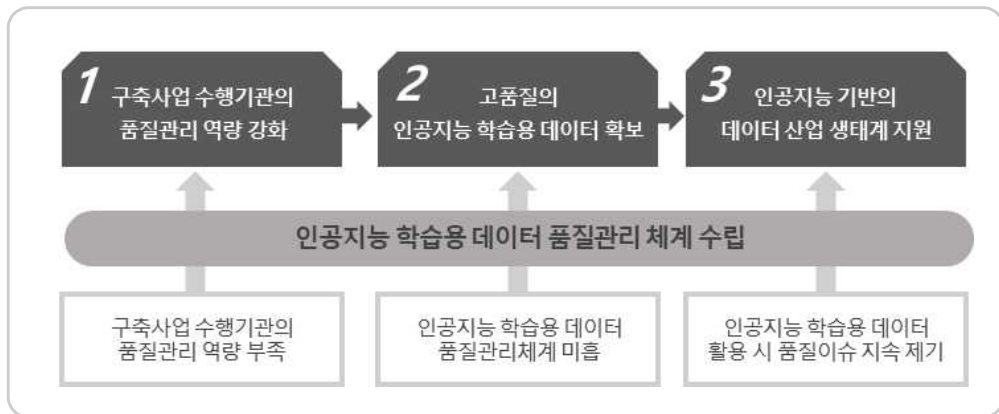 1
구축사업 수행기관의
품질관리 역량 강화
2
고품질의
인공지능 학습용 데이터 확보
3
인공지능 기반의
데이터 산업 생태계 지원
인공지능 학습용 데이터 품질관리 체계 수립
구축사업 수행기관의
품질관리 역량 부족
인공지능 학습용 데이터
품질관리체계 미흡
인공지능 학습용 데이터
활용 시 품질이슈 지속 제기